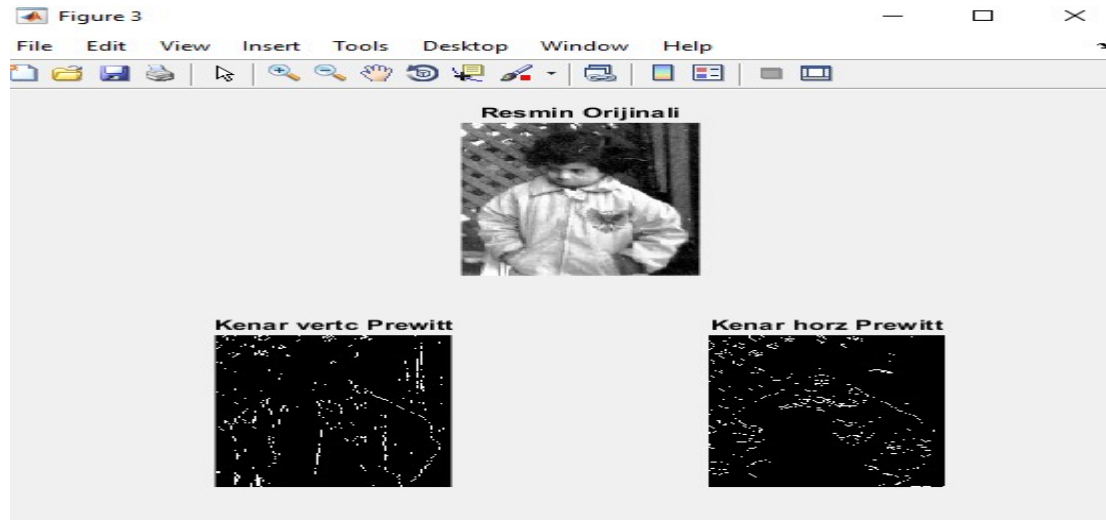 Figure 3
File Edit View Insert Tools Desktop Window Help
Resmin Orijinali
Kenar vertc Prewitt
Kenar horz Prewitt